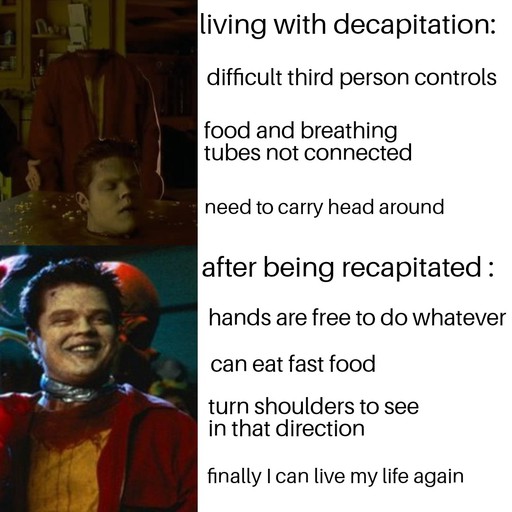 living with decapitation:
difficult third person controls
food and breathing
tubes not connected
need to carry head around
after being recapitated :
hands are free to do whatever
can eat fast food
turn shoulders to see
in that direction
finally I can live my life again